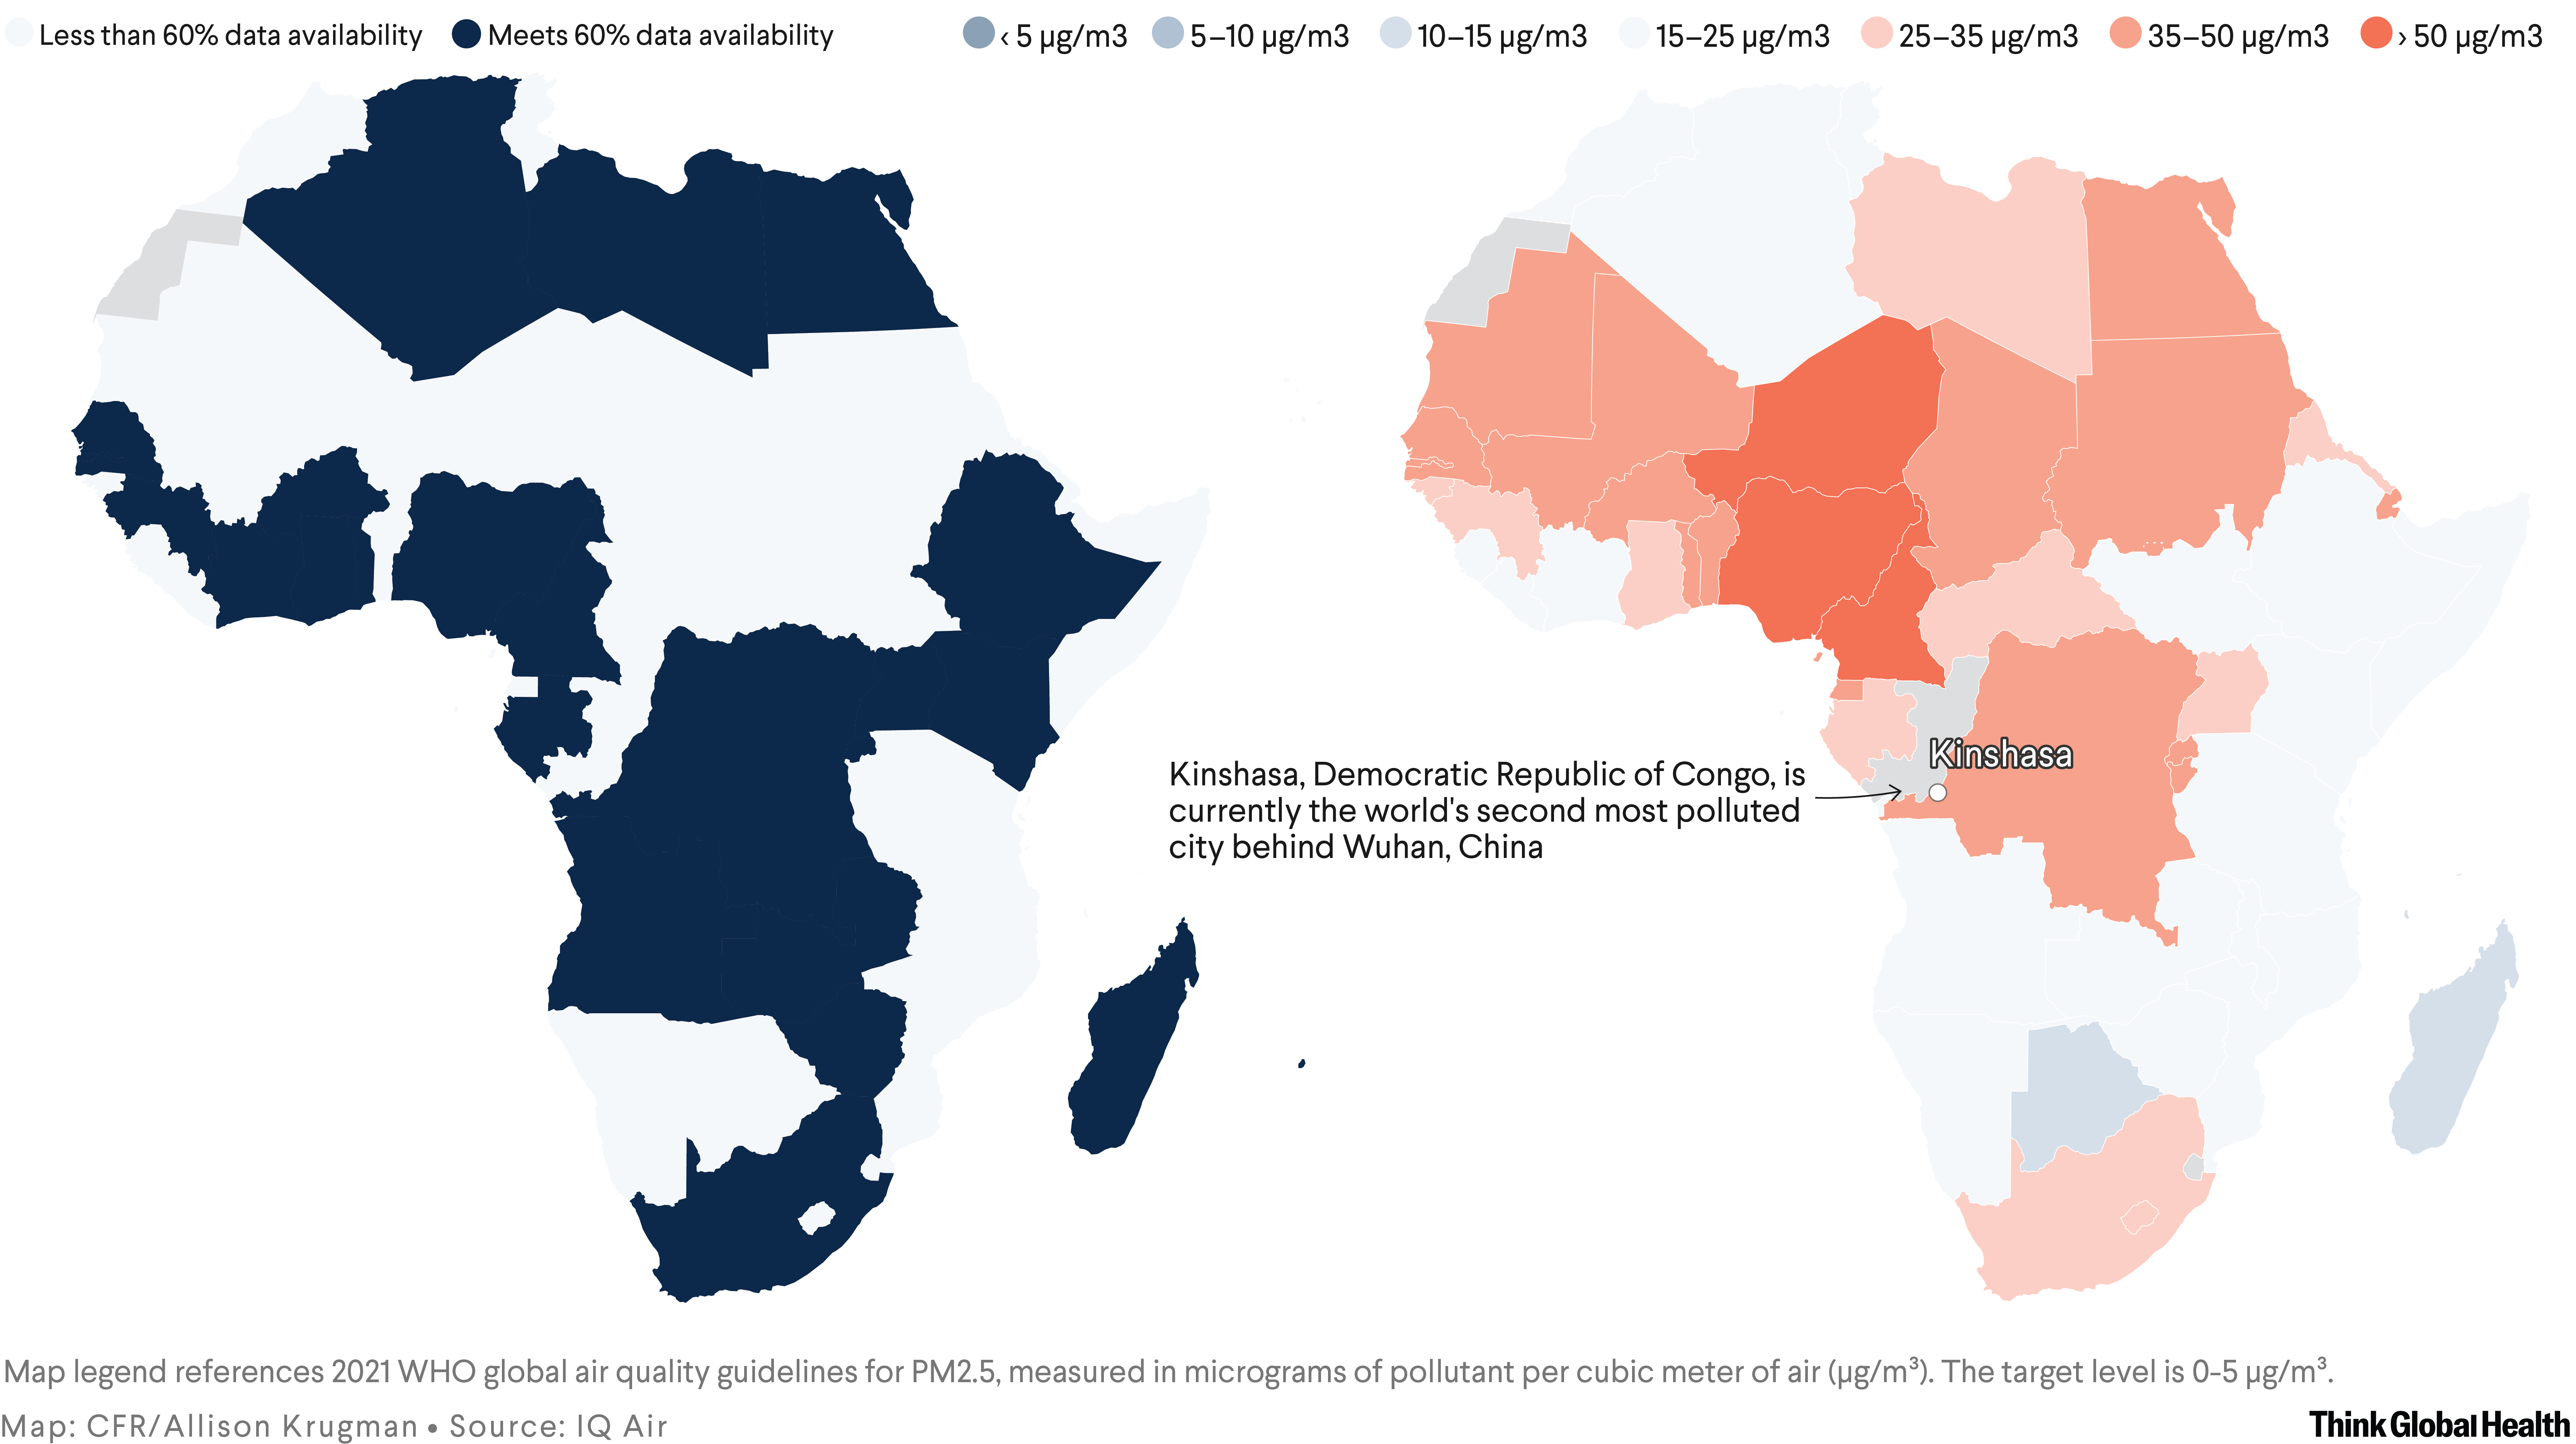 Less than 60% data availability
Meets 60% data availability
‹ 5 µg/m3
5–10 µg/m3
10–15 µg/m3
15–25 µg/m3
25–35 µg/m3
35–50 µg/m3
› 50 µg/m3
Kinshasa
Kinshasa, Democratic Republic of Congo, is
currently the world's second most polluted
city behind Wuhan, China
Map legend references 2021 WHO global air quality guidelines for PM2.5, measured in micrograms of pollutant per cubic meter of air (µg/m³). The target level is 0-5 µg/m³.
Map: CFR/Allison Krugman • Source: IQ Air
Think Global Health